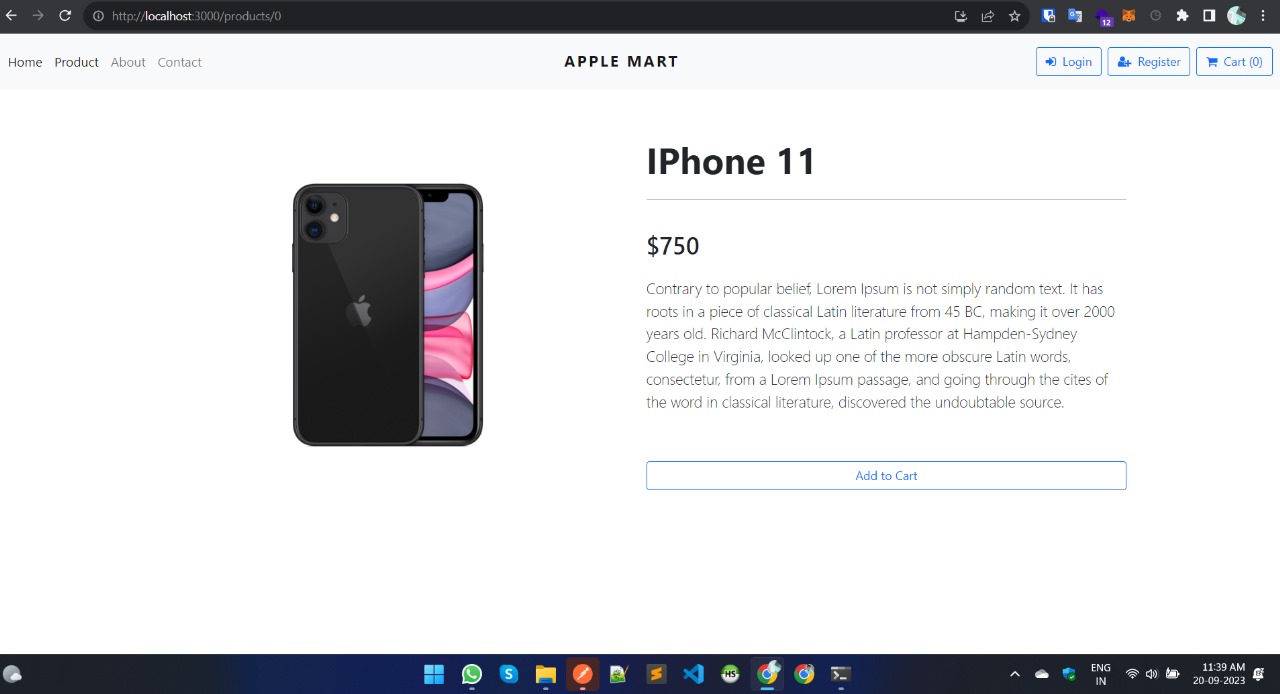 http://localhost:3000/products/0
12
Home Product About Contact
APPLE MART
Login Register Cart (0)
IPhone 11
$750
Contrary to popular belief, Lorem Ipsum is not simply random text. It has
roots in a piece of classical Latin literature from 45 BC, making it over 2000
years old. Richard McClintock, a Latin professor at Hampden-Sydney
College in Virginia, looked up one of the more obscure Latin words,
consectetur, from a Lorem Ipsum passage, and going through the cites of
the word in classical literature, discovered the undoubtable source.
Add to Cart
HS
ENG
IN
11:39 AM
20-09-2023